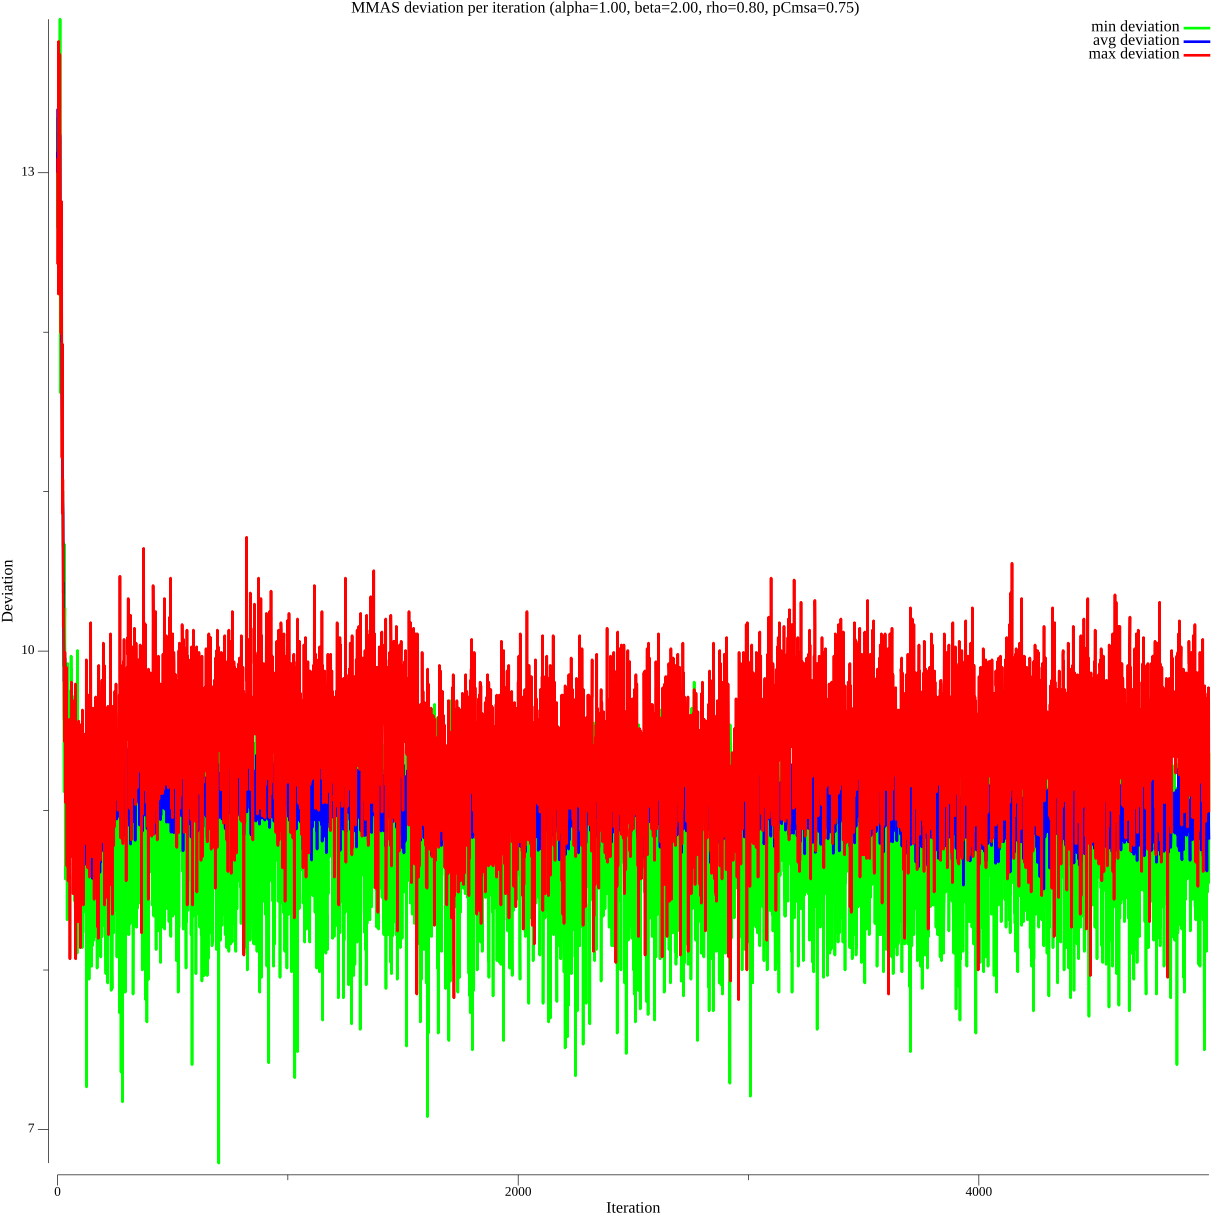 MMAS deviation per iteration (alpha=1.00, beta=2.00, rho=0.80, pCmsa=0.75)
min deviation
avg deviation
max deviation
13
10
7
Deviation
0
2000
4000
Iteration